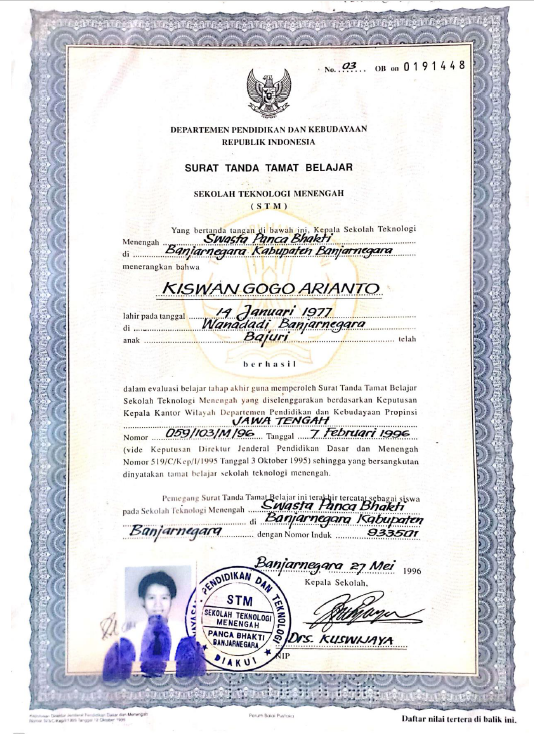 No. 03 OB on 0191448
DEPARTEMEN PENDIDIKAN DAN KEBUDAYAAN
REPUBLIK INDONESIA
SURAT TANDA TAMAT BELAJAR
SEKOLAH TEKNOLOGI MENENGAH
( S T M )
Yang bertanda tangan di bawah ini, Kepala Sekolah Teknologi
Menengah Swasta Panca Bhakti
di Banjarnegara Kabupaten Banjarnegara
menerangkan bahwa
KISWAN GOGO ARIANTO
lahir pada tanggal 14 Januari 1977
di Wanadadi Banjarnegara
anak Bajuri telah
berhasil
dalam evaluasi belajar tahap akhir guna memperoleh Surat Tanda Tamat Belajar
Sekolah Teknologi Menengah yang diselenggarakan berdasarkan Keputusan
Kepala Kantor Wilayah Departemen Pendidikan dan Kebudayaan Propinsi
JAWA TENGAH
Nomor 059/103/M/96 Tanggal 7 Februari 1996
(vide Keputusan Direktur Jenderal Pendidikan Dasar dan Menengah
Nomor 519/C/Kep/I/1995 Tanggal 3 Oktober 1995) sehingga yang bersangkutan
dinyatakan tamat belajar sekolah teknologi menengah.
Pemegang Surat Tanda Tamat Belajar ini terakhir tercatat sebagai siswa
pada Sekolah Teknologi Menengah Swasta Panca Bhakti
di Banjarnegara Kabupaten
Banjarnegara dengan Nomor Induk 933501
Banjarnegara 27 Mei 1996
Kepala Sekolah,
PENDIDIKAN DAN TEKNOLOGI
STM
SEKOLAH TEKNOLOGI
MENENGAH
PANCA BHAKTI
BANJARNEGARA
DIAKUI
Drs. KUSWIJAYA
NIP
Daftar nilai tertera di balik ini.